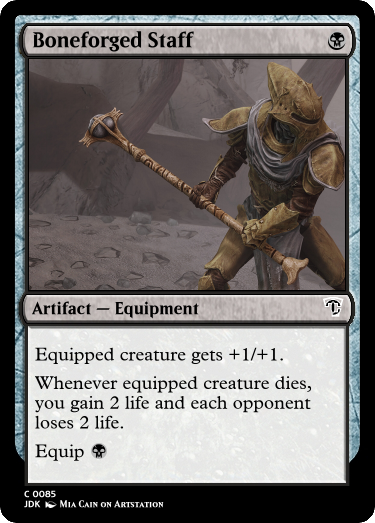 Boneforged Staff
Artifact — Equipment
Equipped creature gets +1/+1.
Whenever equipped creature dies,
you gain 2 life and each opponent
loses 2 life.
Equip
C 0085
JDK Mia Cain on Artstation